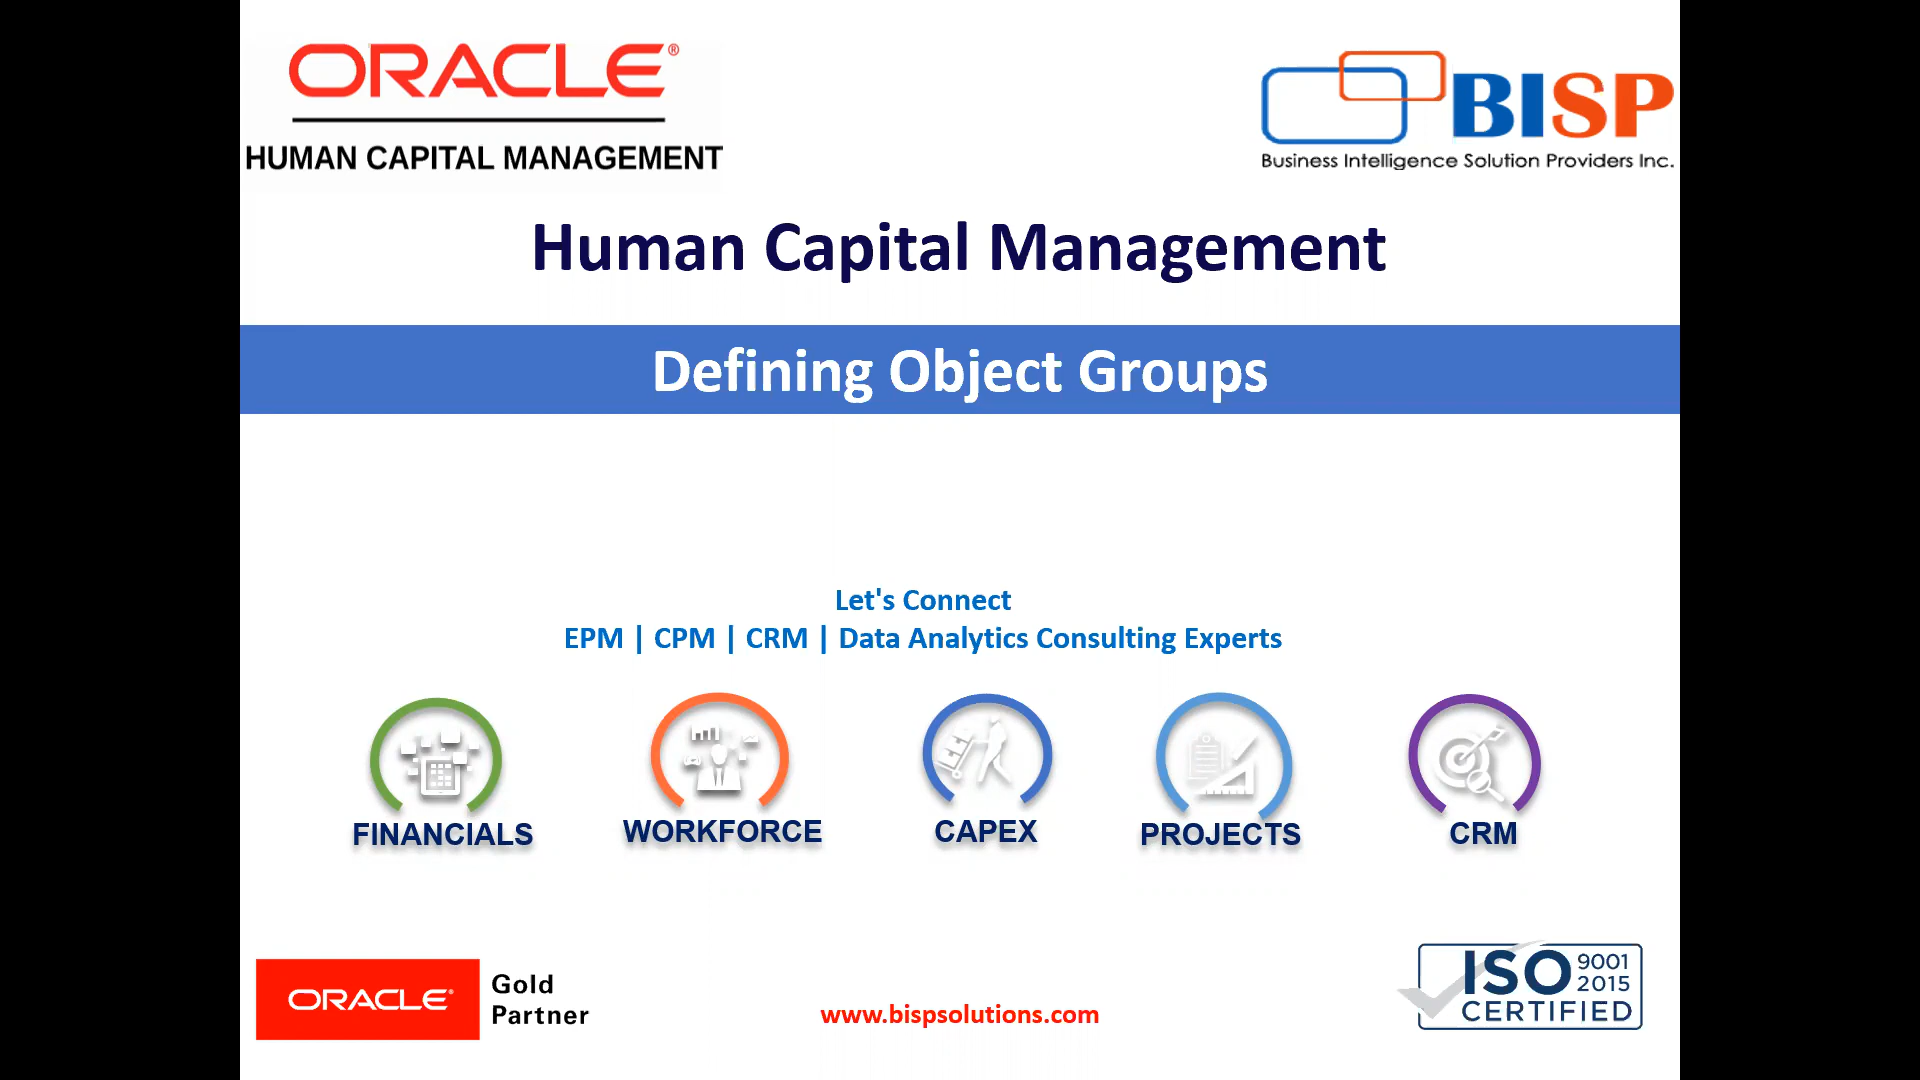 ORACLE®
HUMAN CAPITAL MANAGEMENT
BISP
Business Intelligence Solution Providers Inc.
Human Capital Management
Defining Object Groups
Let's Connect
EPM | CPM | CRM | Data Analytics Consulting Experts
FINANCIALS
WORKFORCE
CAPEX
PROJECTS
CRM
ORACLE®
Gold
Partner
www.bispsolutions.com
ISO 9001
2015
CERTIFIED